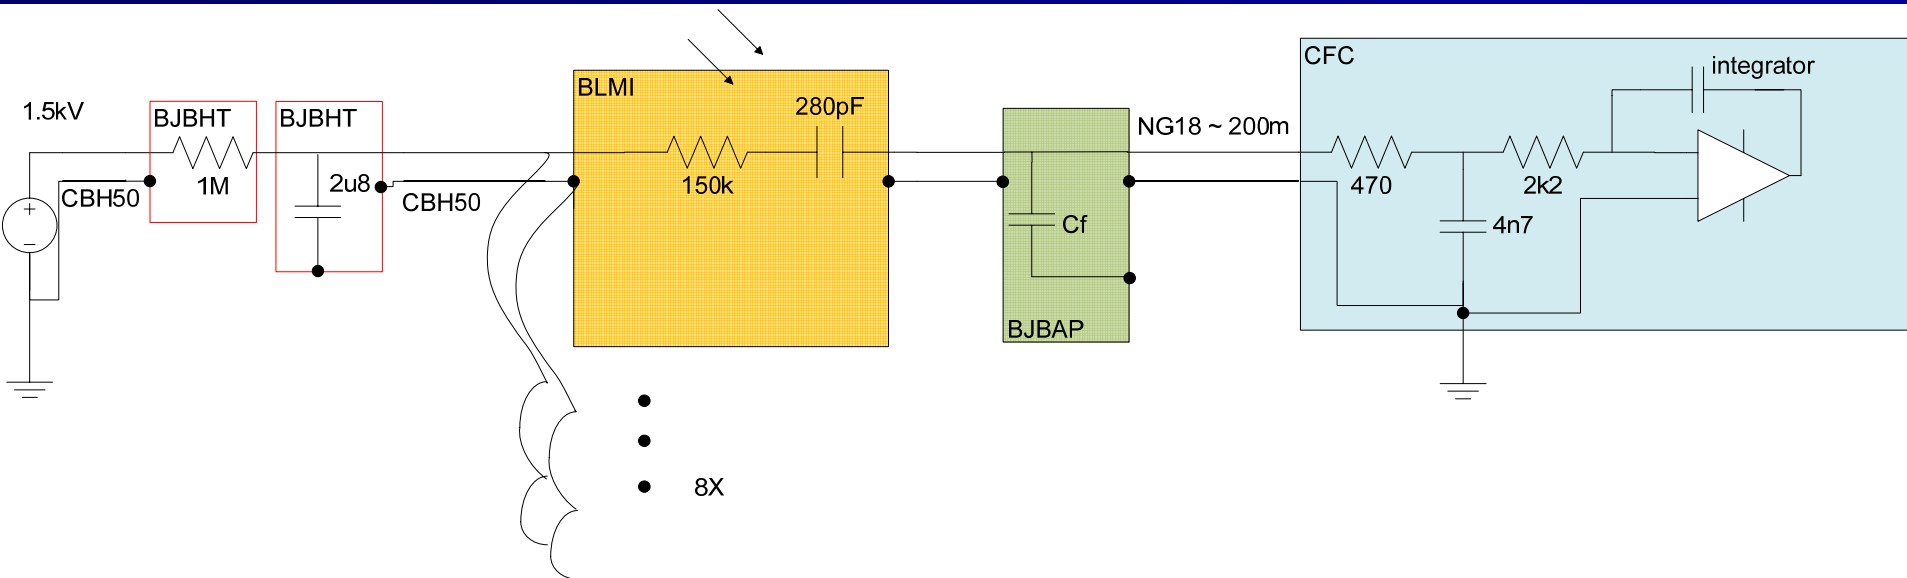 1.5kV
BJBHT
1M
CBH50
BJBHT
2u8
CBH50
BLMI
280pF
150k
8X
Cf
BJBAP
NG18 ~ 200m
CFC
integrator
470
2k2
4n7
+
−